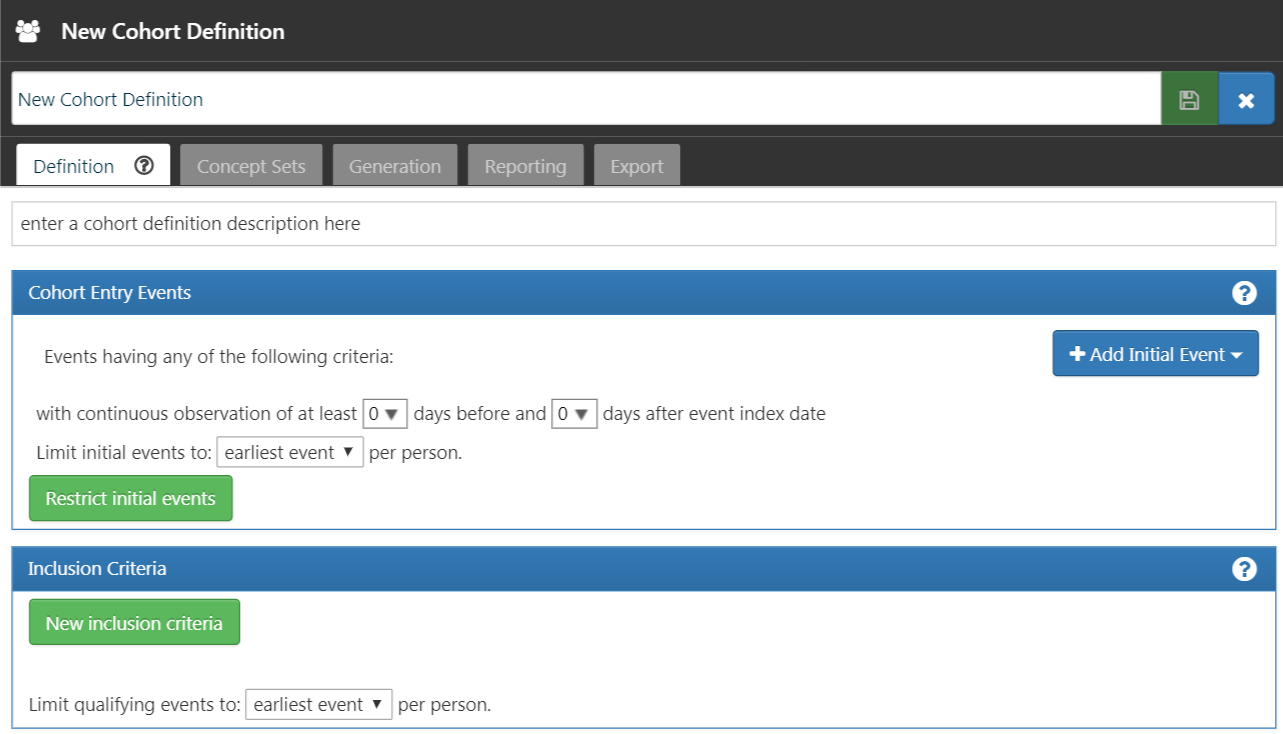 New Cohort Definition
New Cohort Definition
Definition ? Concept Sets Generation Reporting Export
enter a cohort definition description here
Cohort Entry Events ?
Events having any of the following criteria: + Add Initial Event
with continuous observation of at least 0 days before and 0 days after event index date
Limit initial events to: earliest event per person.
Restrict initial events
Inclusion Criteria ?
New inclusion criteria
Limit qualifying events to: earliest event per person.